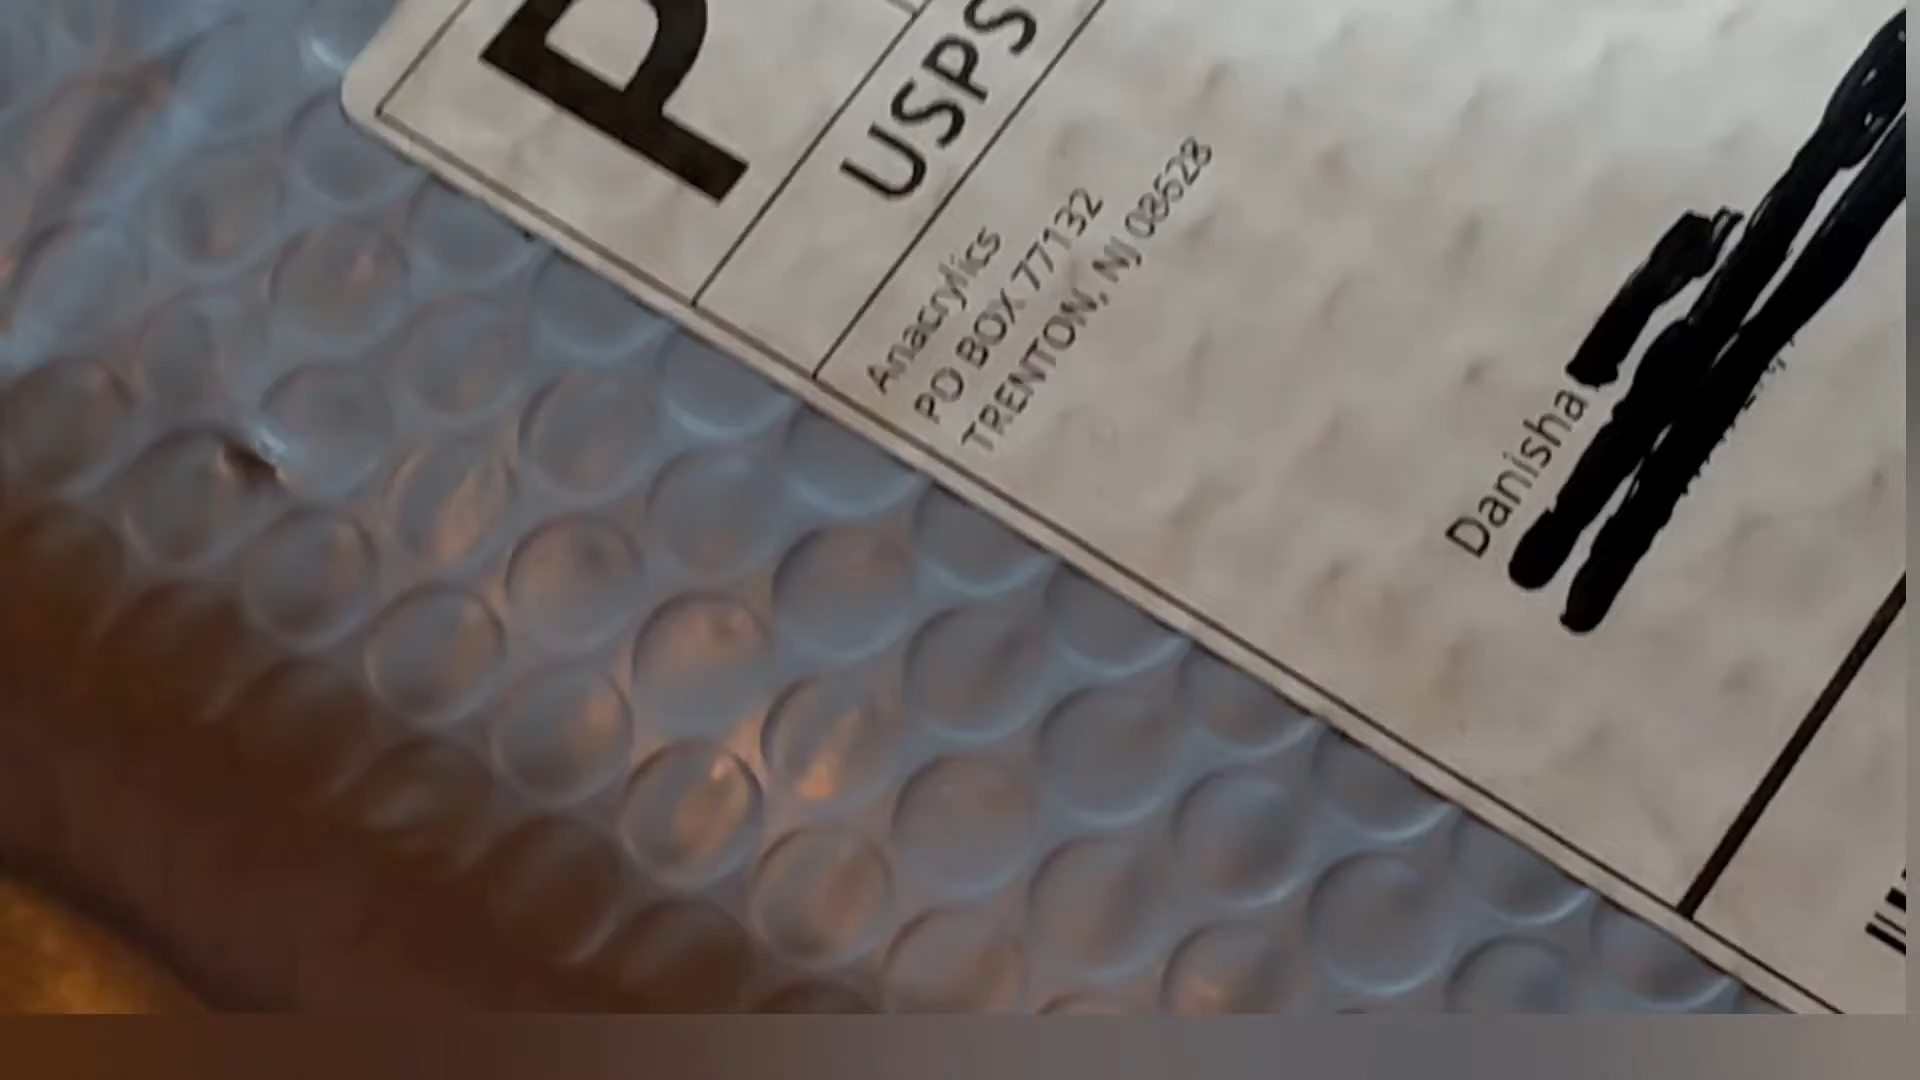 P
USPS
Anacrylics
PO BOX 77132
TRENTON, NJ 08628
Danisha